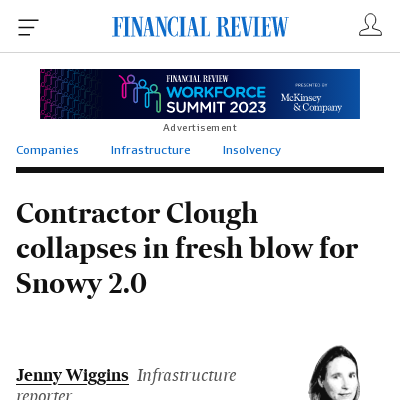 FINANCIAL REVIEW
FINANCIAL REVIEW
WORKFORCE
SUMMIT 2023
PRESENTED BY
McKinsey
& Company
Advertisement
Companies Infrastructure Insolvency
Contractor Clough
collapses in fresh blow for
Snowy 2.0
Jenny Wiggins Infrastructure
reporter